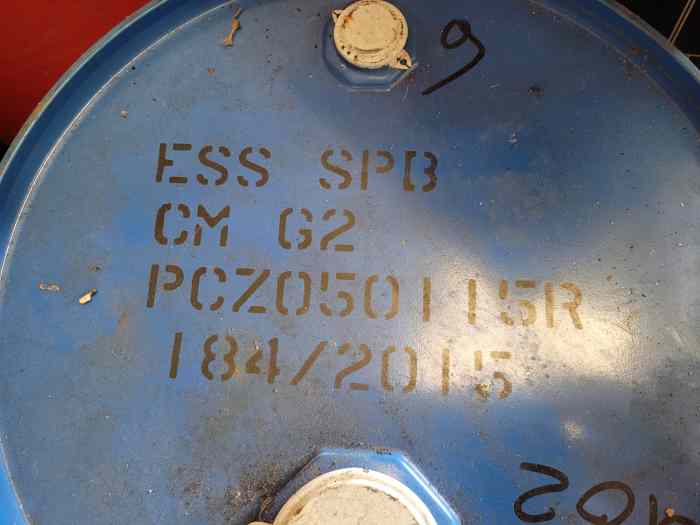 9
ESS SPB
CM G2
PCZ050115R
184/2015